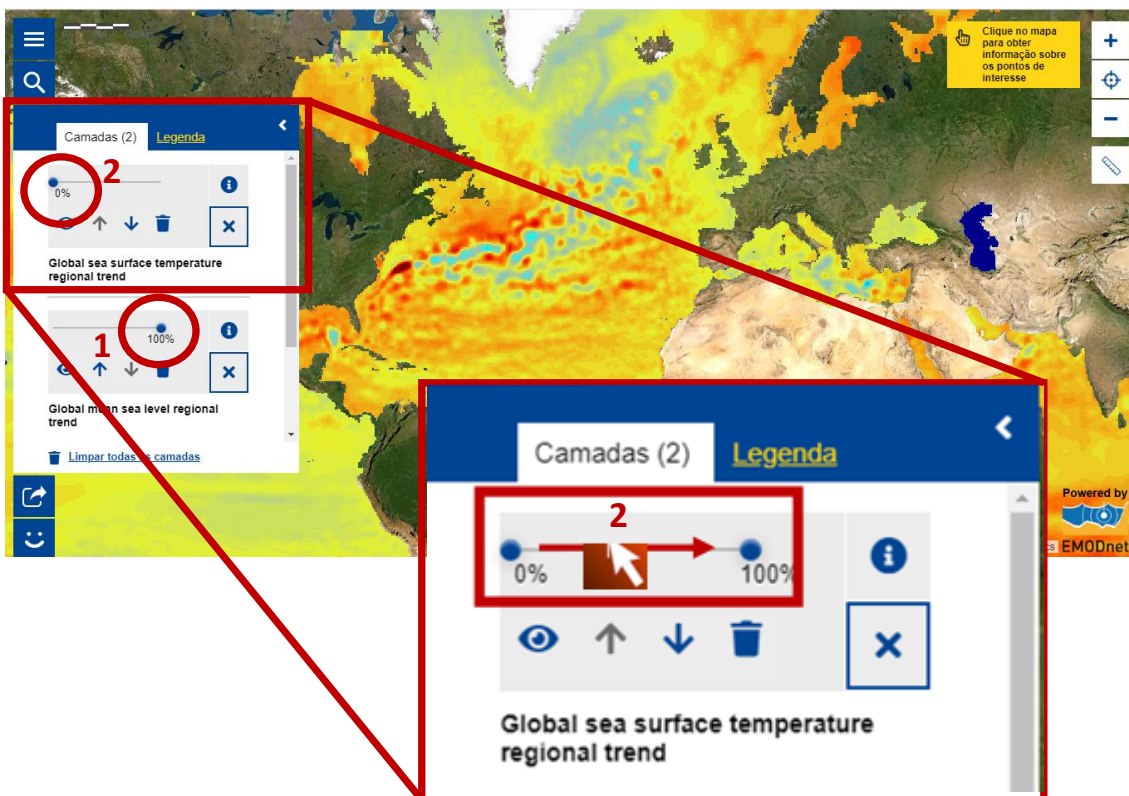 Clique no mapa
para obter
informação sobre
os pontos de
interesse
Camadas (2) Legenda
2
0%
Global sea surface temperature
regional trend
1
100%
Global mean sea level regional
trend
Limpar todas as camadas
Camadas (2) Legenda
2
0% 100%
Global sea surface temperature
regional trend
Powered by
EMODnet